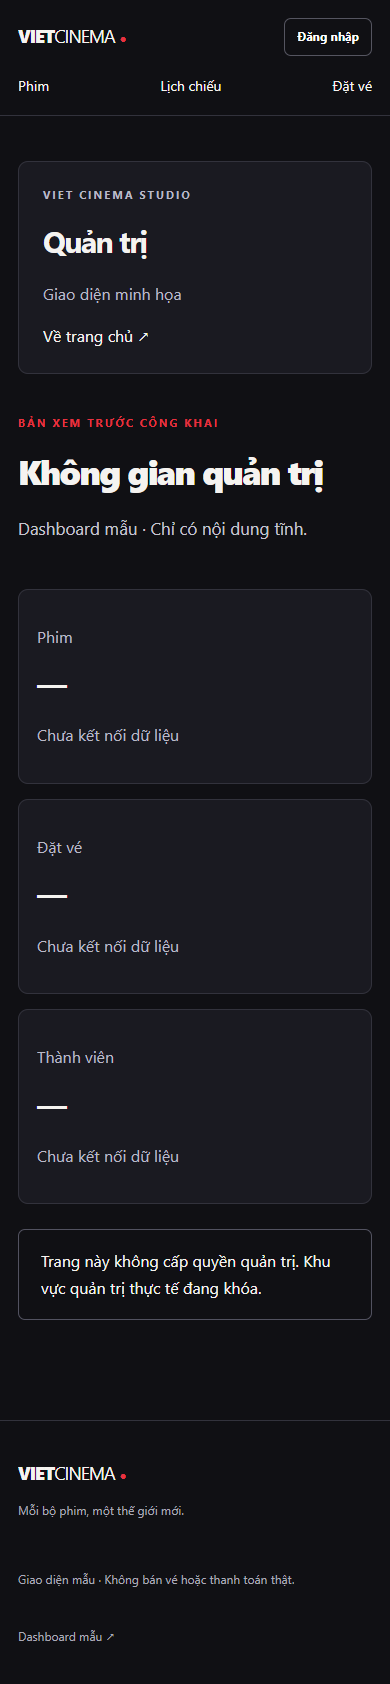 VIETCINEMA
Đăng nhập
Phim Lịch chiếu Đặt vé
VIET CINEMA STUDIO
Quản trị
Giao diện minh họa
Về trang chủ ↗
BẢN XEM TRƯỚC CÔNG KHAI
Không gian quản trị
Dashboard mẫu · Chỉ có nội dung tĩnh.
Phim
—
Chưa kết nối dữ liệu
Đặt vé
—
Chưa kết nối dữ liệu
Thành viên
—
Chưa kết nối dữ liệu
Trang này không cấp quyền quản trị. Khu
vực quản trị thực tế đang khóa.
VIETCINEMA
Mỗi bộ phim, một thế giới mới.
Giao diện mẫu · Không bán vé hoặc thanh toán thật.
Dashboard mẫu ↗